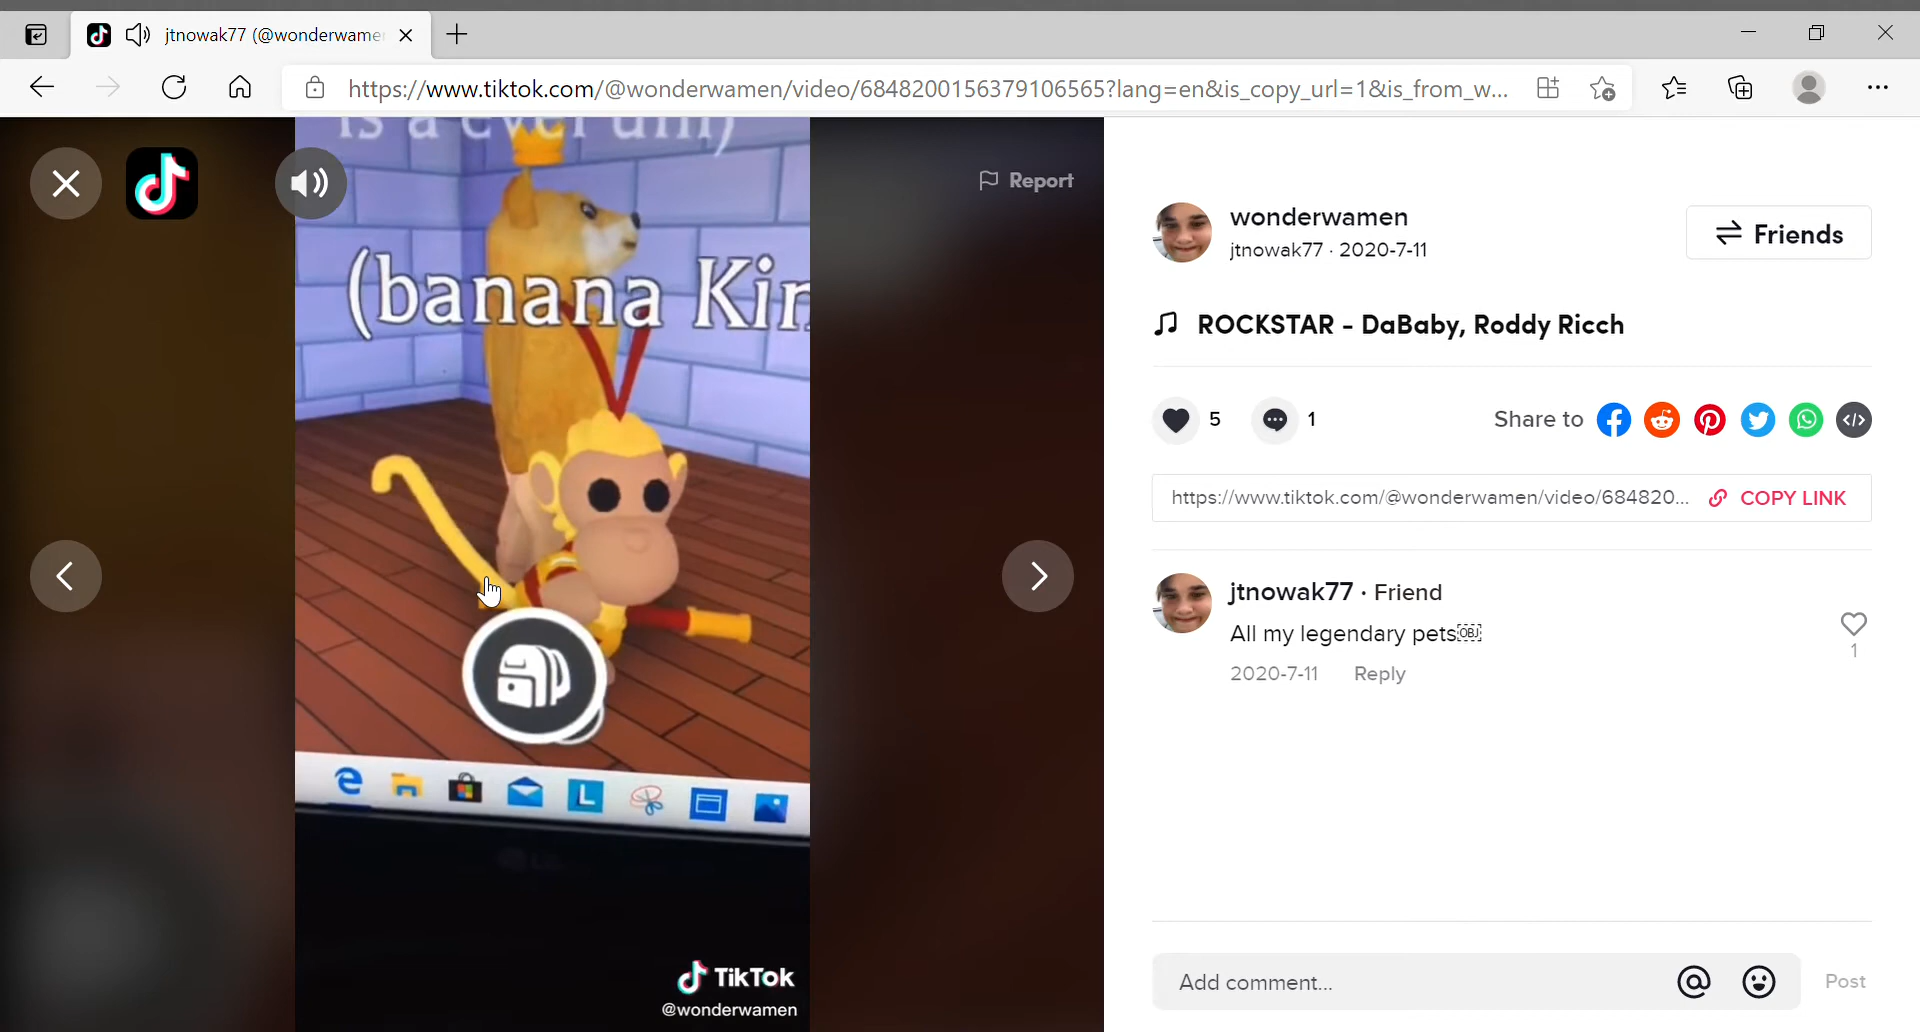 jtnowak77 (@wonderwame
https://www.tiktok.com/@wonderwamen/video/6848200156379106565?lang=en&is_copy_url=1&is_from_w...
is a
(banana Kin
Report
TikTok
@wonderwamen
wonderwamen
jtnowak77 · 2020-7-11
Friends
ROCKSTAR - DaBaby, Roddy Ricch
5
1
Share to
https://www.tiktok.com/@wonderwamen/video/684820...
COPY LINK
jtnowak77 · Friend
All my legendary pets￼
1
2020-7-11 Reply
Add comment...
Post